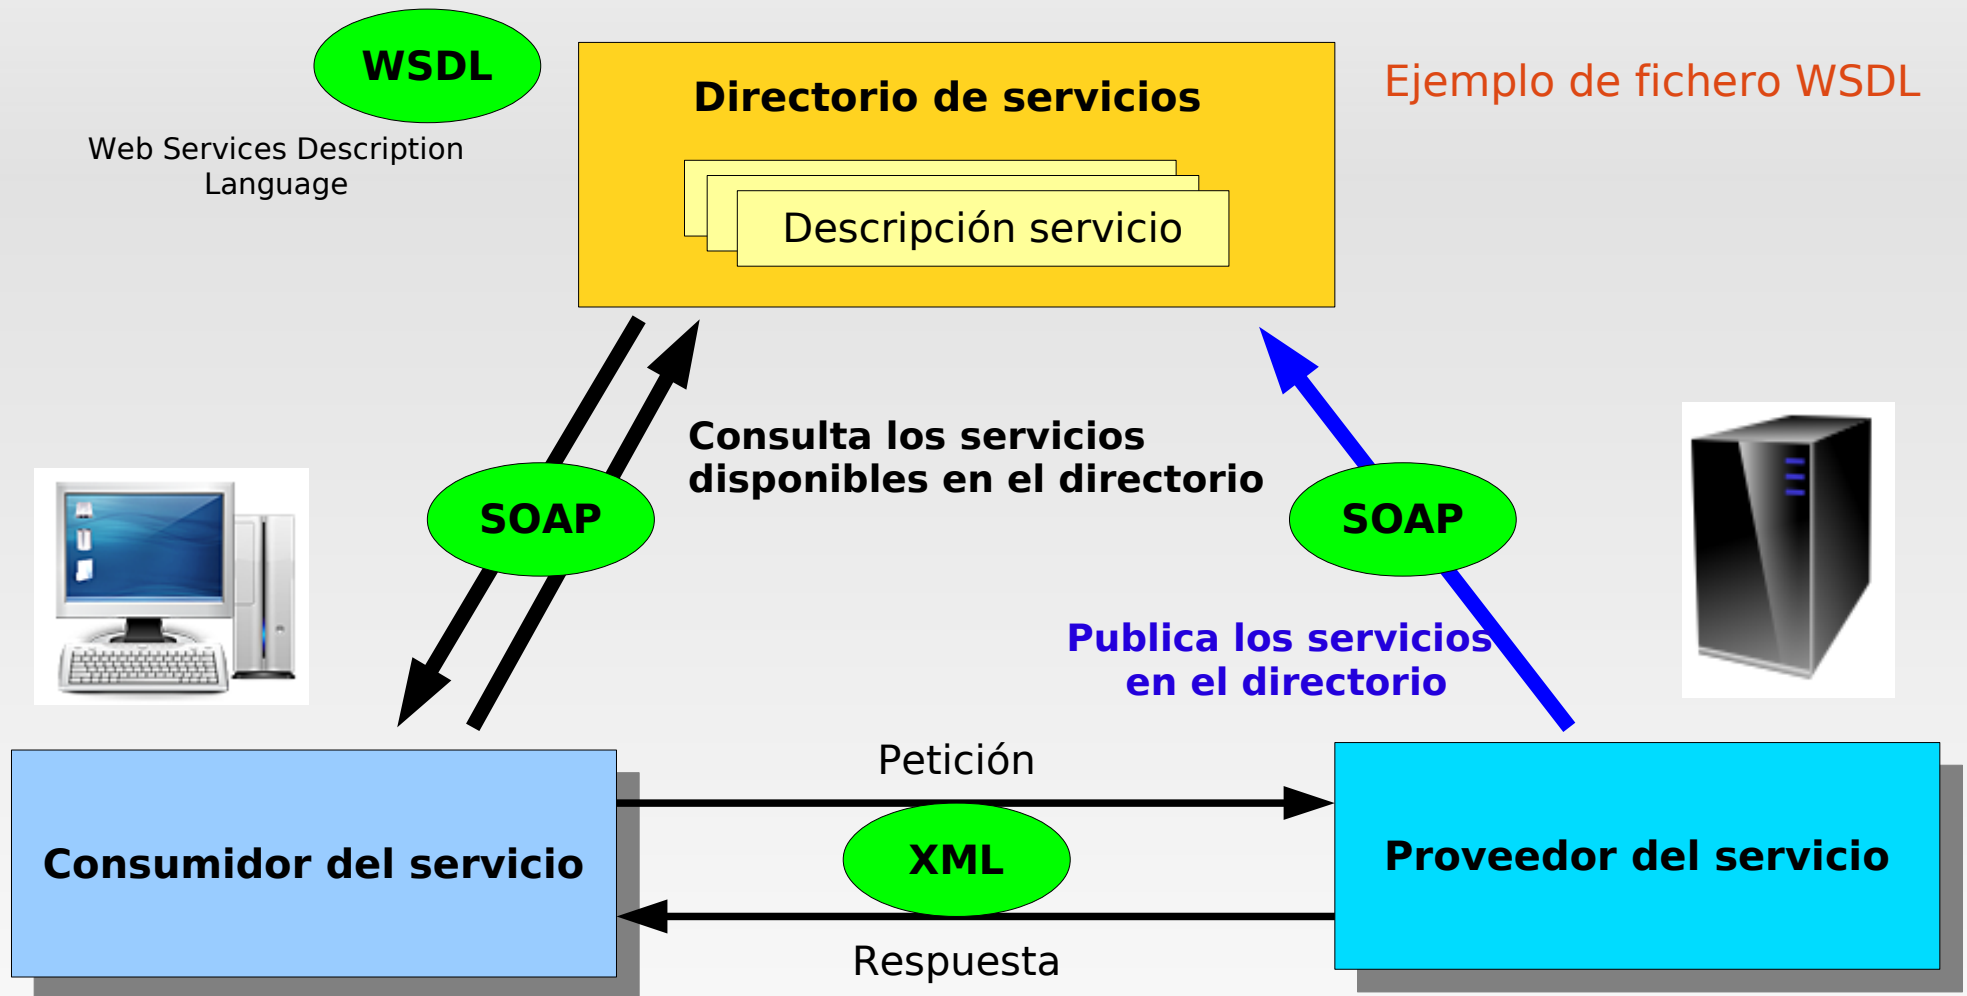 WSDL
Web Services Description
Language
Directorio de servicios
Descripción servicio
Ejemplo de fichero WSDL
Consulta los servicios
disponibles en el directorio
SOAP
SOAP
Publica los servicios
en el directorio
Petición
Consumidor del servicio
XML
Proveedor del servicio
Respuesta